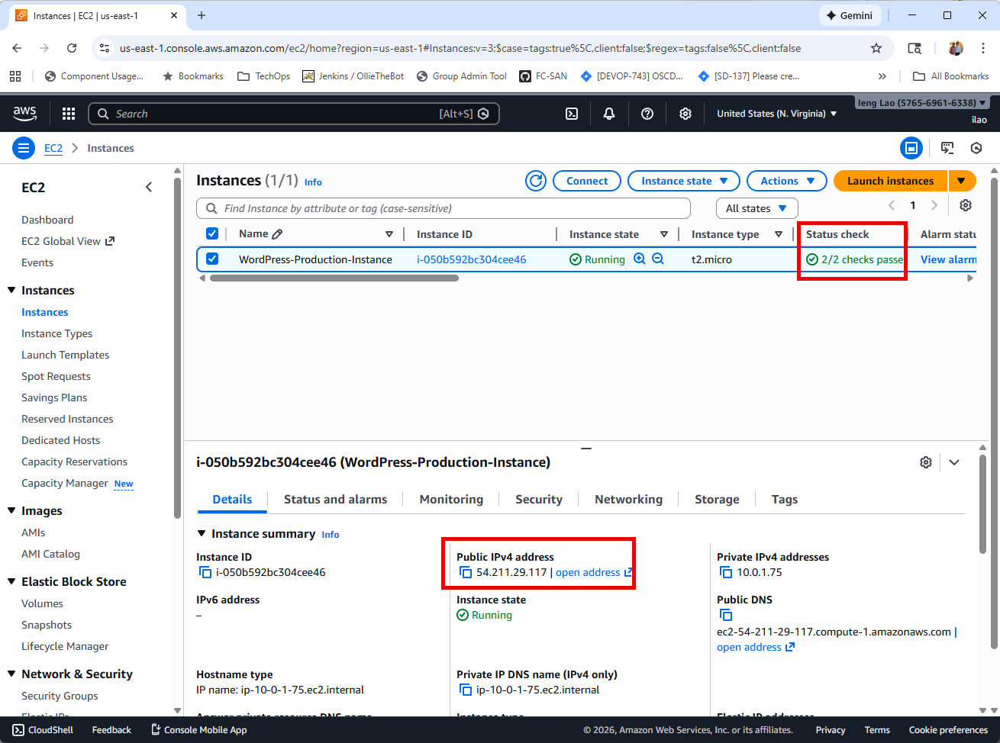 Instances | EC2 | us-east-1
Gemini
us-east-1.console.aws.amazon.com/ec2/home?region=us-east-1#Instances:v=3;$case=tags:true%5C,client:false;$regex=tags:false%5C,client:false
Component Usage...
Bookmarks
TechOps
Jenkins / OllieTheBot
Group Admin Tool
FC-SAN
[DEVOP-743] OSCD...
[SD-137] Please cre...
All Bookmarks
aws
Search
[Alt+S]
United States (N. Virginia)
Ieng Lao (5765-6961-6338)
ilao
EC2
Instances
EC2
Dashboard
EC2 Global View
Events
Instances
Instances
Instance Types
Launch Templates
Spot Requests
Savings Plans
Reserved Instances
Dedicated Hosts
Capacity Reservations
Capacity Manager New
Images
AMIs
AMI Catalog
Elastic Block Store
Volumes
Snapshots
Lifecycle Manager
Network & Security
Security Groups
Elastic IPs
Instances (1/1) Info
Connect
Instance state
Actions
Launch instances
Find Instance by attribute or tag (case-sensitive)
All states
1
Name
Instance ID
Instance state
Instance type
Status check
Alarm statu
WordPress-Production-Instance
i-050b592bc304cee46
Running
t2.micro
2/2 checks passe
View alarm
i-050b592bc304cee46 (WordPress-Production-Instance)
Details
Status and alarms
Monitoring
Security
Networking
Storage
Tags
Instance summary Info
Instance ID
i-050b592bc304cee46
Public IPv4 address
54.211.29.117 | open address
Private IPv4 addresses
10.0.1.75
IPv6 address
–
Instance state
Running
Public DNS
ec2-54-211-29-117.compute-1.amazonaws.com |
open address
Hostname type
IP name: ip-10-0-1-75.ec2.internal
Private IP DNS name (IPv4 only)
ip-10-0-1-75.ec2.internal
Answer private resource DNS name
Instance type
Elastic IP addresses
CloudShell
Feedback
Console Mobile App
© 2026, Amazon Web Services, Inc. or its affiliates.
Privacy
Terms
Cookie preferences